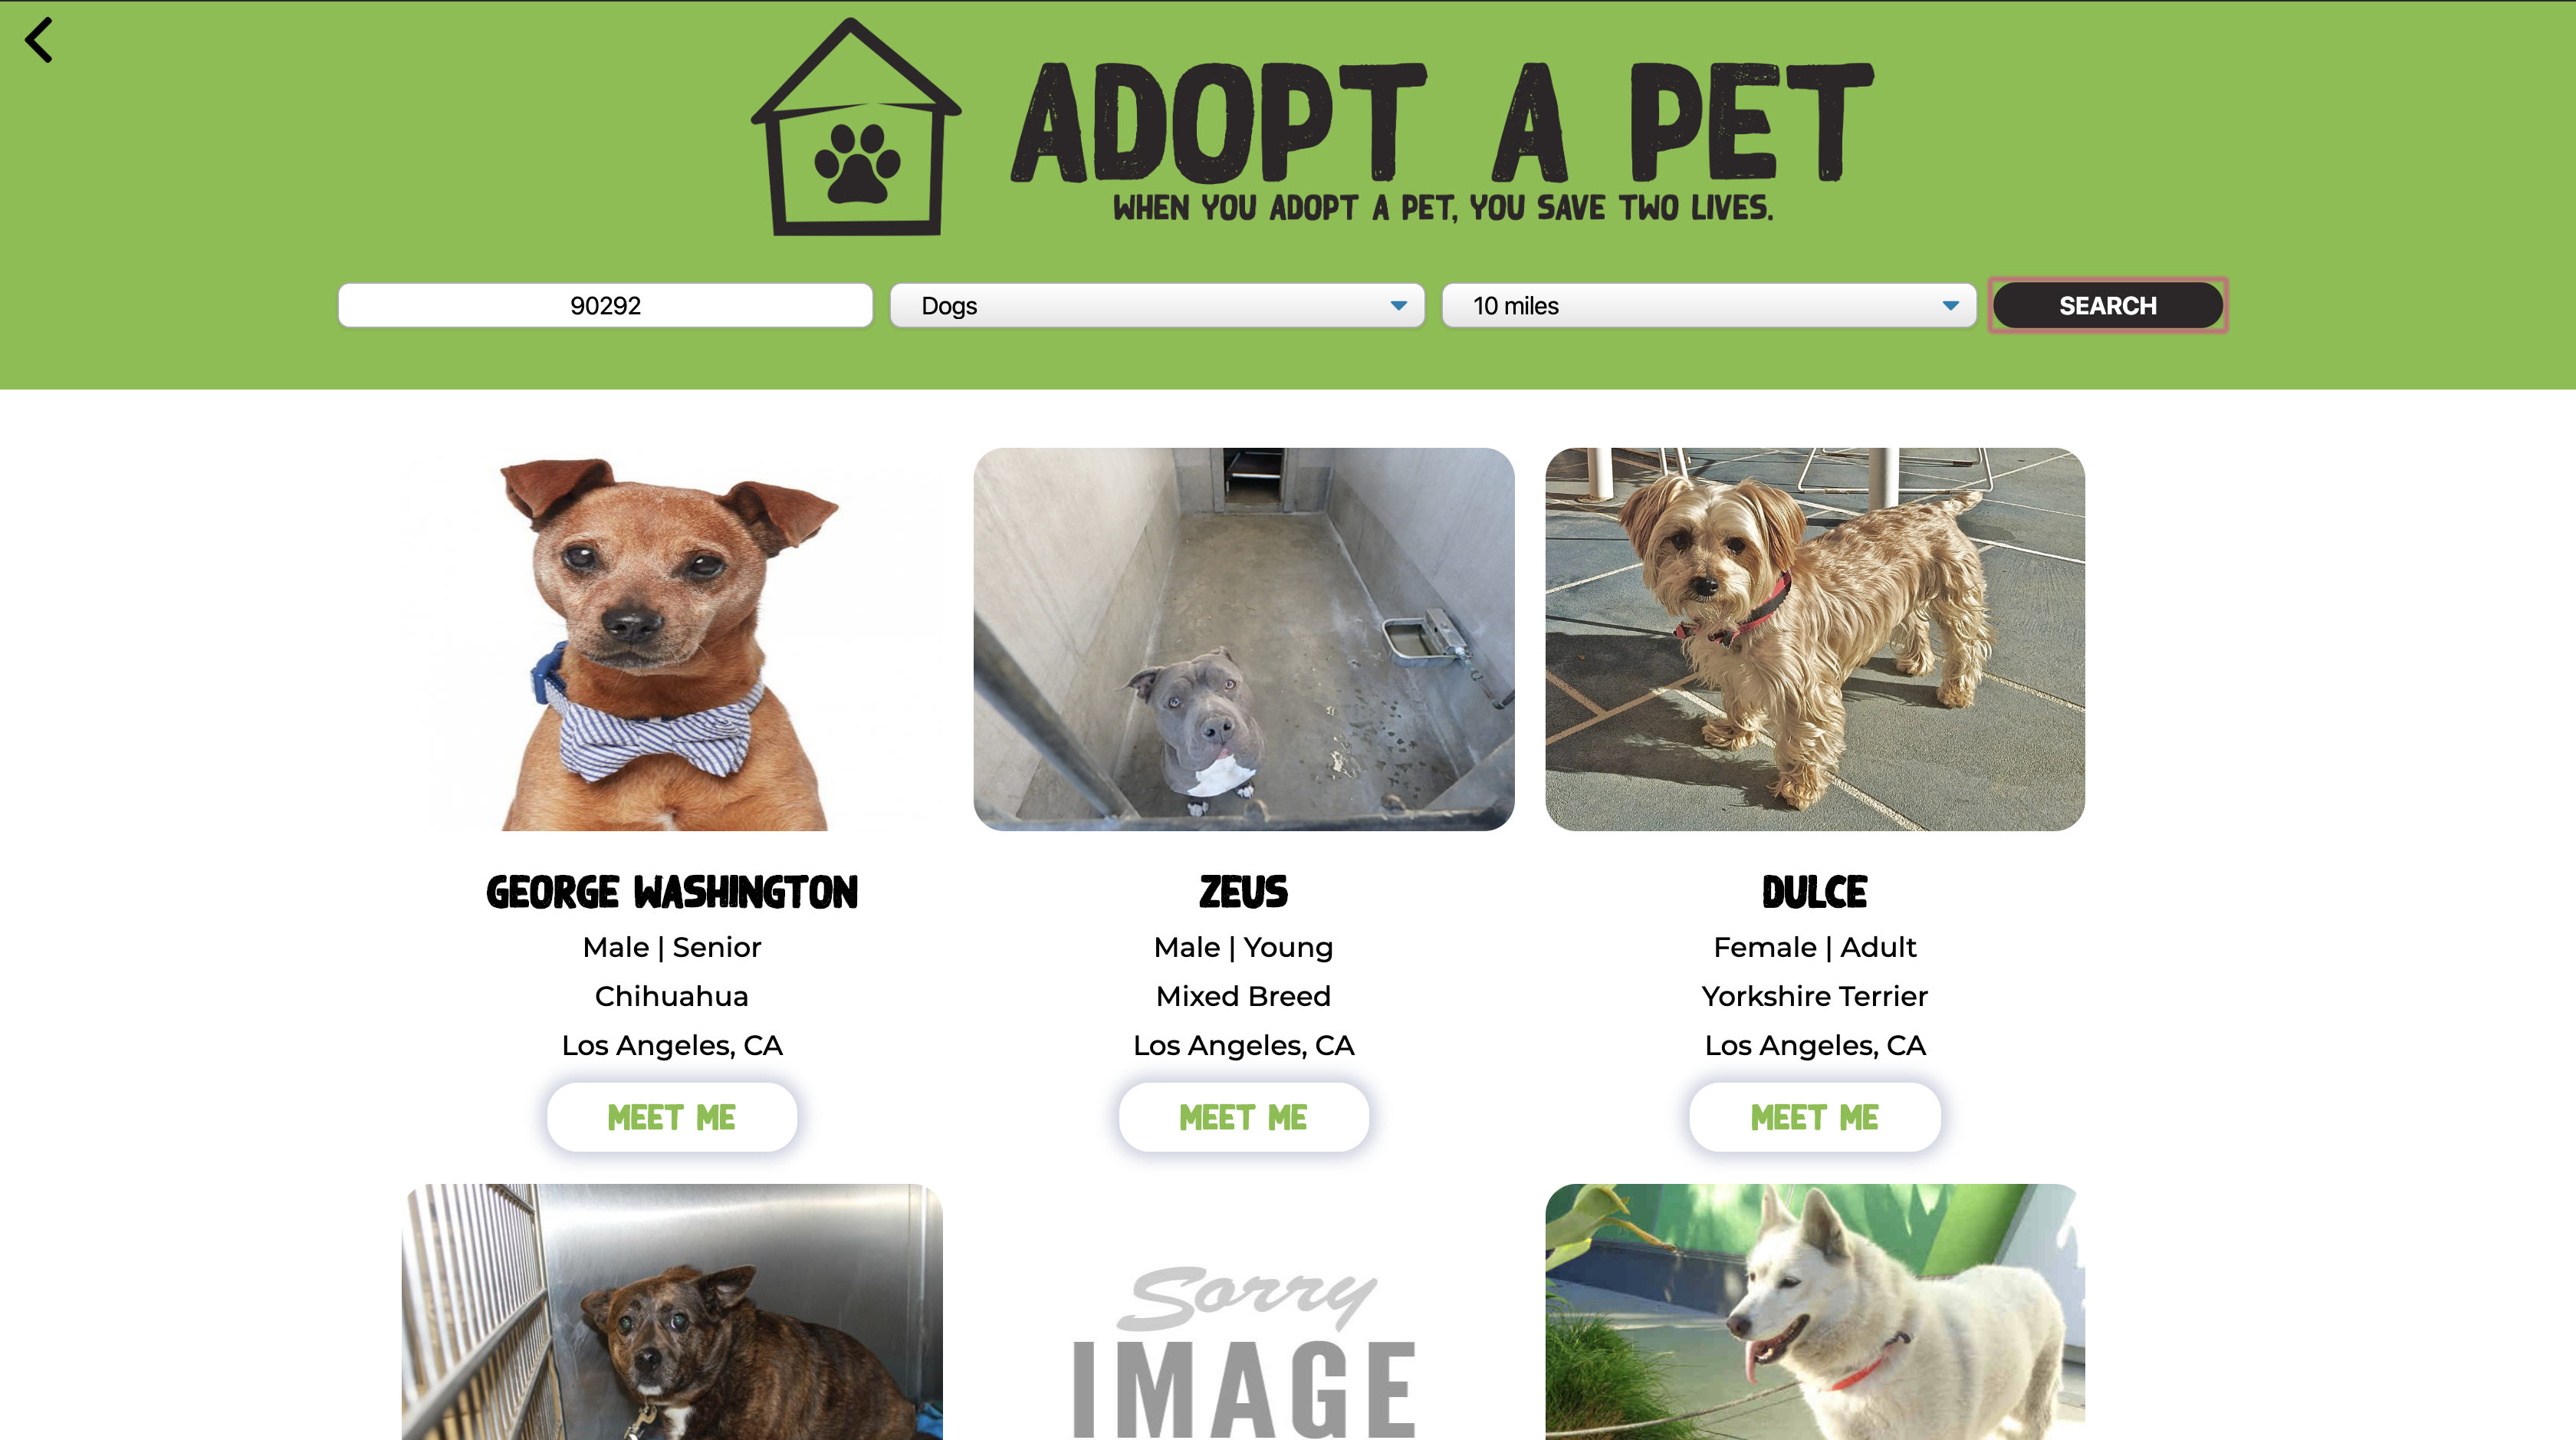 ADOPT A PET
WHEN YOU ADOPT A PET, YOU SAVE TWO LIVES.
90292 Dogs 10 miles SEARCH
GEORGE WASHINGTON
Male | Senior
Chihuahua
Los Angeles, CA
MEET ME
ZEUS
Male | Young
Mixed Breed
Los Angeles, CA
MEET ME
DULCE
Female | Adult
Yorkshire Terrier
Los Angeles, CA
MEET ME
Sorry
IMAGE